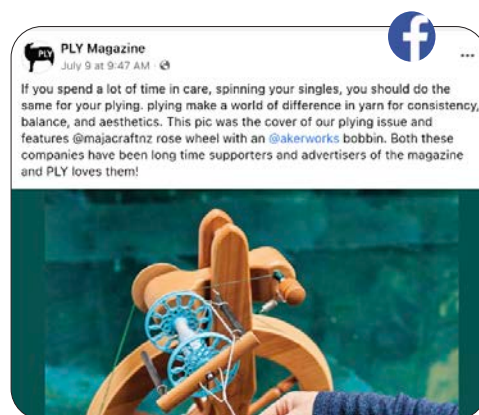 PLY
PLY Magazine
July 9 at 9:47 AM ·
If you spend a lot of time in care, spinning your singles, you should do the
same for your plying. plying make a world of difference in yarn for consistency,
balance, and aesthetics. This pic was the cover of our plying issue and
features @majacraftnz rose wheel with an @akerworks bobbin. Both these
companies have been long time supporters and advertisers of the magazine
and PLY loves them!